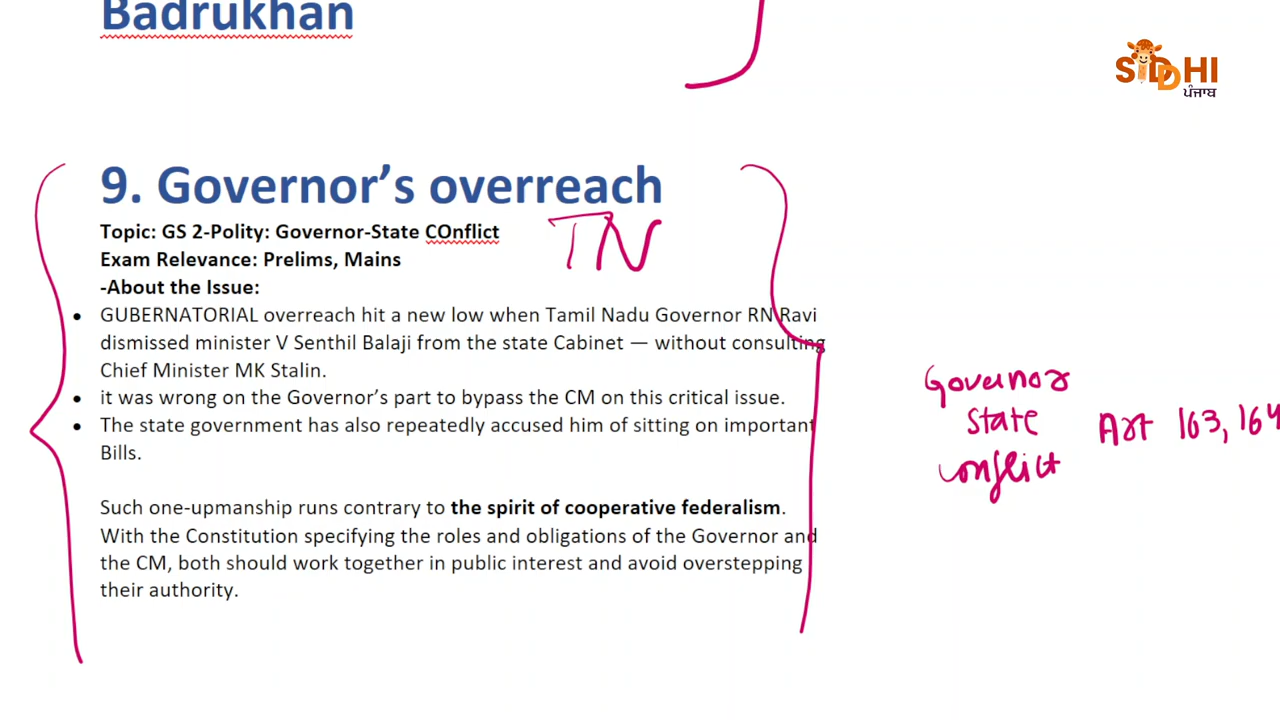 Badrukhan
SIDDHI
ਪੰਜਾਬ
9. Governor’s overreach
Topic: GS 2-Polity: Governor-State COnflict
TN
Exam Relevance: Prelims, Mains
-About the Issue:
• GUBERNATORIAL overreach hit a new low when Tamil Nadu Governor RN Ravi
dismissed minister V Senthil Balaji from the state Cabinet — without consulting
Chief Minister MK Stalin.
• it was wrong on the Governor’s part to bypass the CM on this critical issue.
• The state government has also repeatedly accused him of sitting on important
Bills.
Such one-upmanship runs contrary to the spirit of cooperative federalism.
With the Constitution specifying the roles and obligations of the Governor and
the CM, both should work together in public interest and avoid overstepping
their authority.
Governor
State
Conflict
Art 163, 164